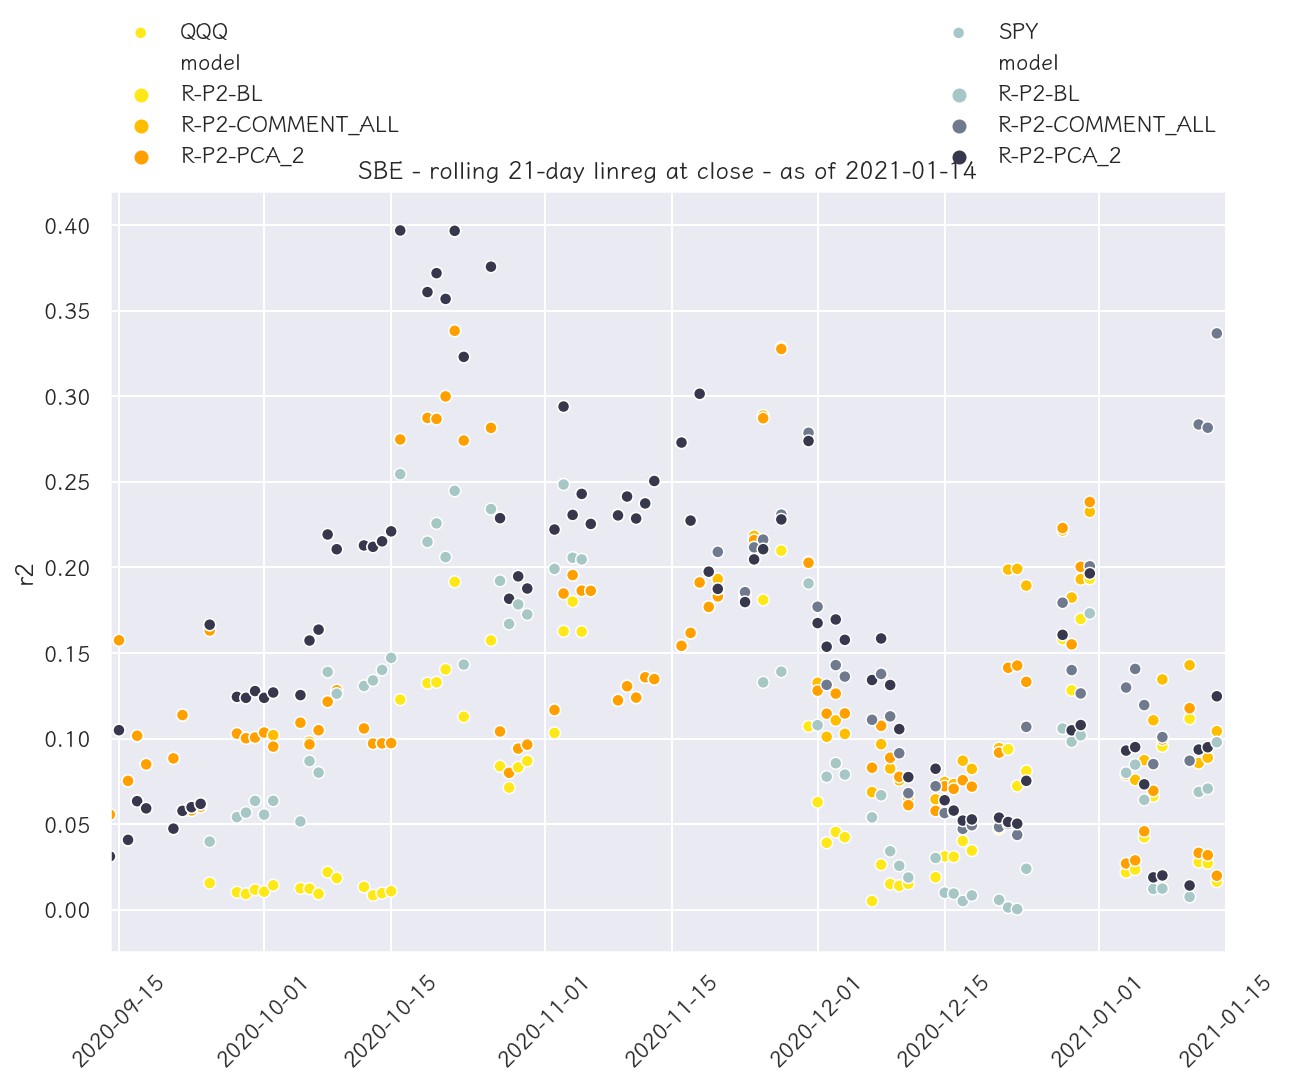 QQQ
model
R-P2-BL
R-P2-COMMENT_ALL
R-P2-PCA_2
SPY
model
R-P2-BL
R-P2-COMMENT_ALL
R-P2-PCA_2
SBE - rolling 21-day linreg at close - as of 2021-01-14
0.40
0.35
0.30
0.25
0.20
0.15
0.10
0.05
0.00
r2
2020-09-15
2020-10-01
2020-10-15
2020-11-01
2020-11-15
2020-12-01
2020-12-15
2021-01-01
2021-01-15